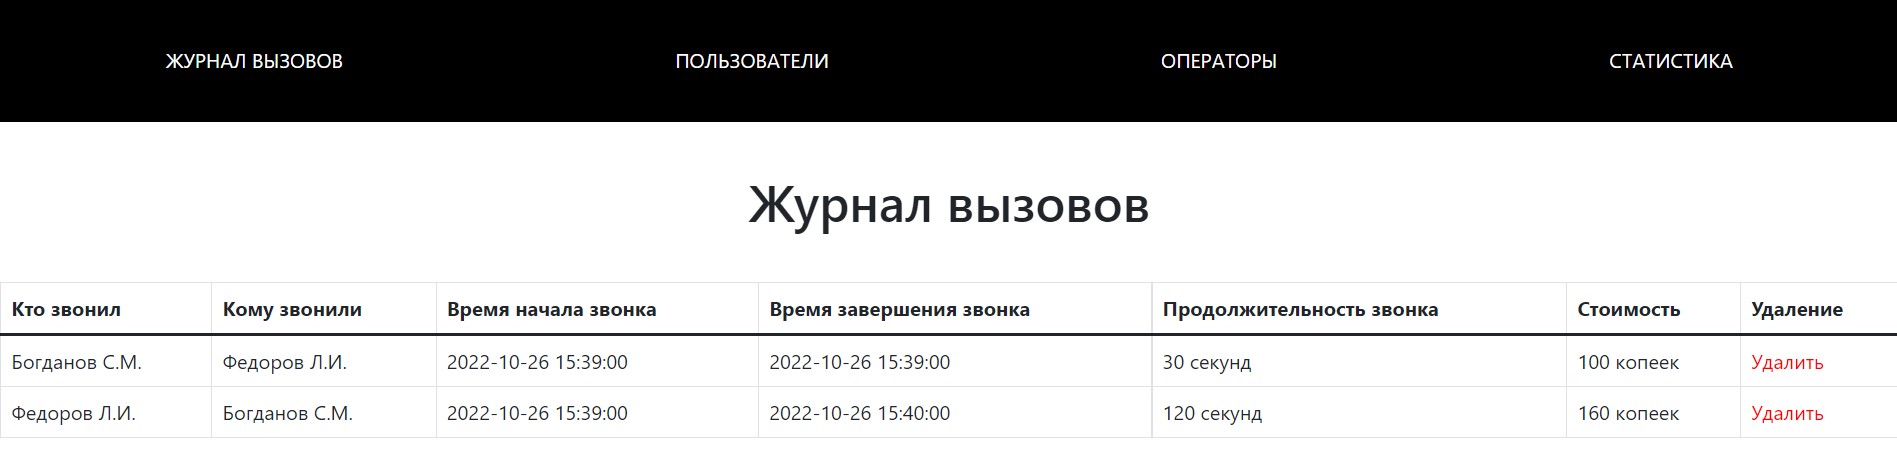 ЖУРНАЛ ВЫЗОВОВ ПОЛЬЗОВАТЕЛИ ОПЕРАТОРЫ СТАТИСТИКА
Журнал вызовов
Кто звонил Кому звонили Время начала звонка Время завершения звонка Продолжительность звонка Стоимость Удаление
Богданов С.М. Федоров Л.И. 2022-10-26 15:39:00 2022-10-26 15:39:00 30 секунд 100 копеек Удалить
Федоров Л.И. Богданов С.М. 2022-10-26 15:39:00 2022-10-26 15:40:00 120 секунд 160 копеек Удалить